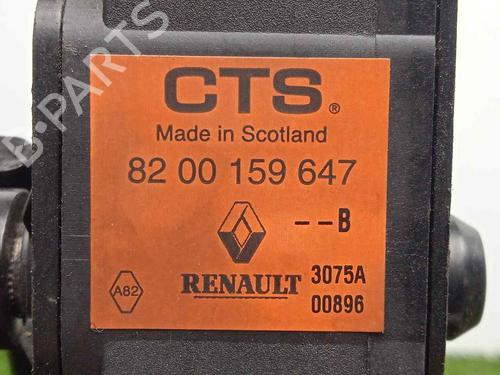 B-PARTS
CTS®
Made in Scotland
82 00 159 647
--B
RENAULT 3075A
A82 00896